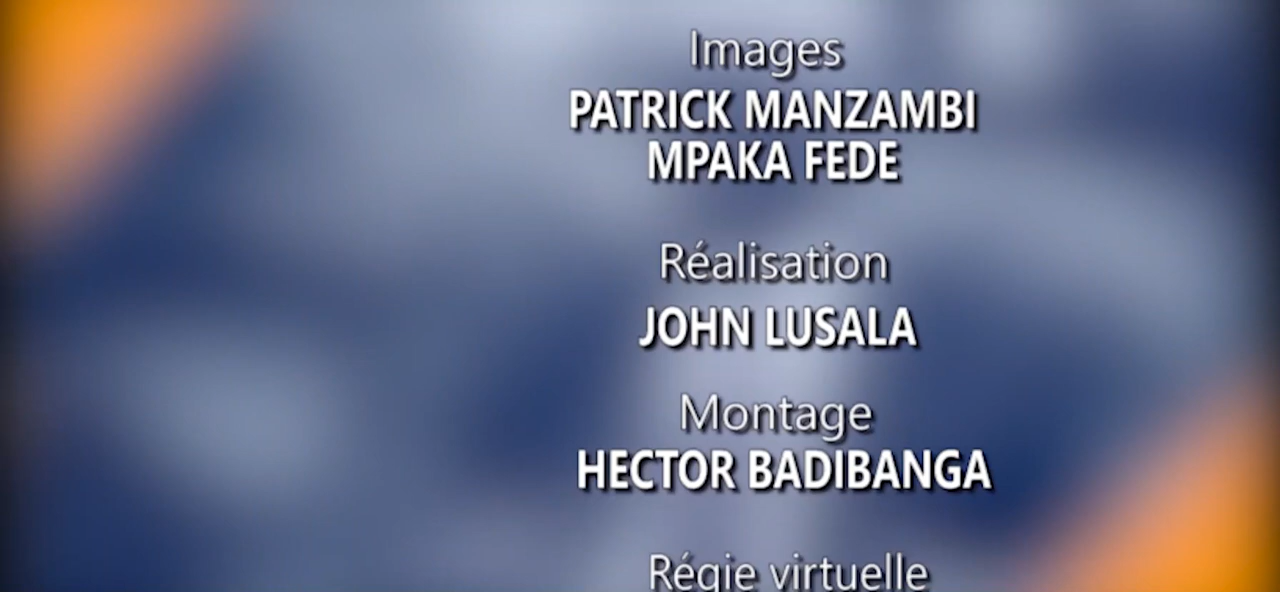 Images
PATRICK MANZAMBI
MPAKA FEDE
Réalisation
JOHN LUSALA
Montage
HECTOR BADIBANGA
Régie virtuelle